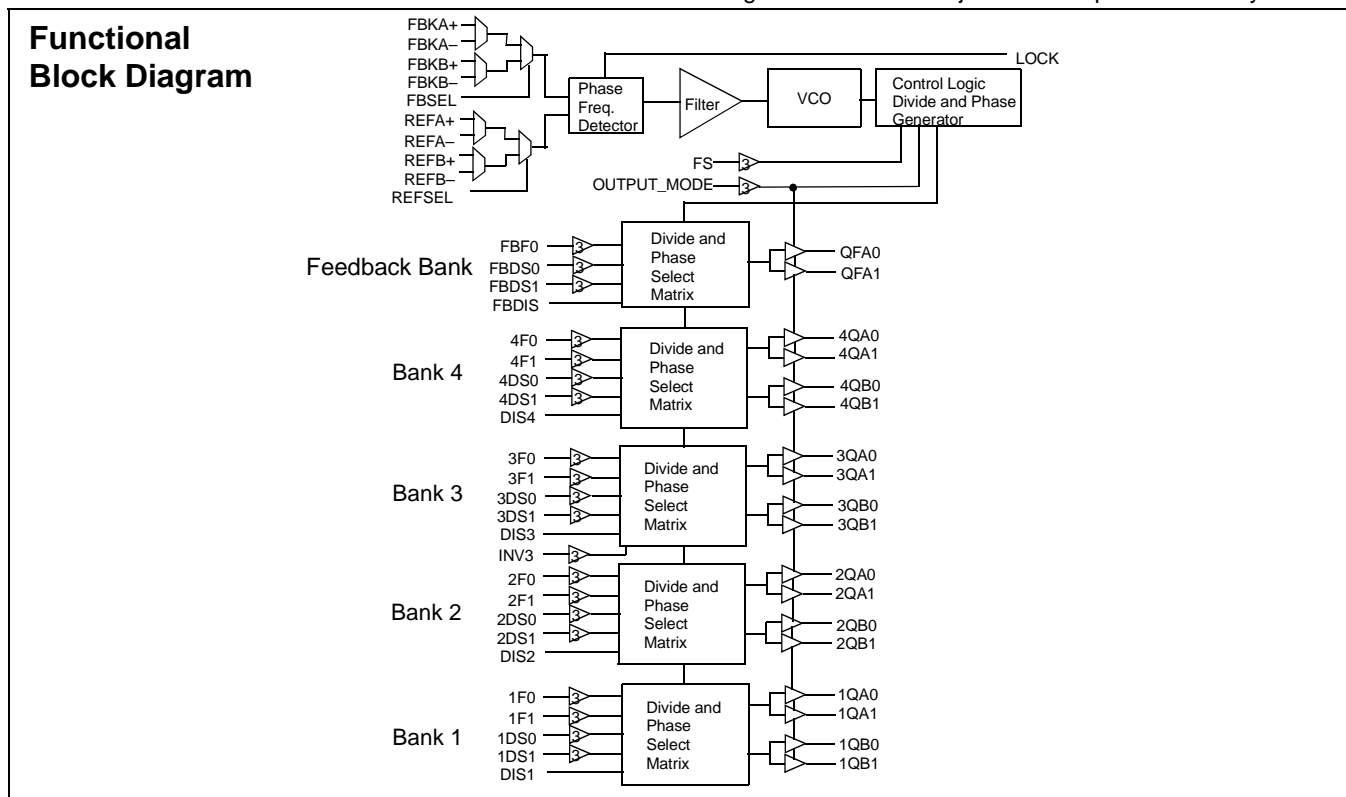 Functional
Block Diagram
FBKA+
FBKA–
FBKB+
FBKB–
FBSEL
REFA+
REFA–
REFB+
REFB–
REFSEL
Phase
Freq.
Detector
Filter
VCO
Control Logic
Divide and Phase
Generator
LOCK
FS
3
OUTPUT_MODE
3
Feedback Bank
FBF0
3
FBDS0
3
FBDS1
3
FBDIS
Divide and
Phase
Select
Matrix
QFA0
QFA1
Bank 4
4F0
3
4F1
3
4DS0
3
4DS1
3
DIS4
Divide and
Phase
Select
Matrix
4QA0
4QA1
4QB0
4QB1
Bank 3
3F0
3
3F1
3
3DS0
3
3DS1
3
DIS3
INV3
3
Divide and
Phase
Select
Matrix
3QA0
3QA1
3QB0
3QB1
Bank 2
2F0
3
2F1
3
2DS0
3
2DS1
3
DIS2
Divide and
Phase
Select
Matrix
2QA0
2QA1
2QB0
2QB1
Bank 1
1F0
3
1F1
3
1DS0
3
1DS1
3
DIS1
Divide and
Phase
Select
Matrix
1QA0
1QA1
1QB0
1QB1